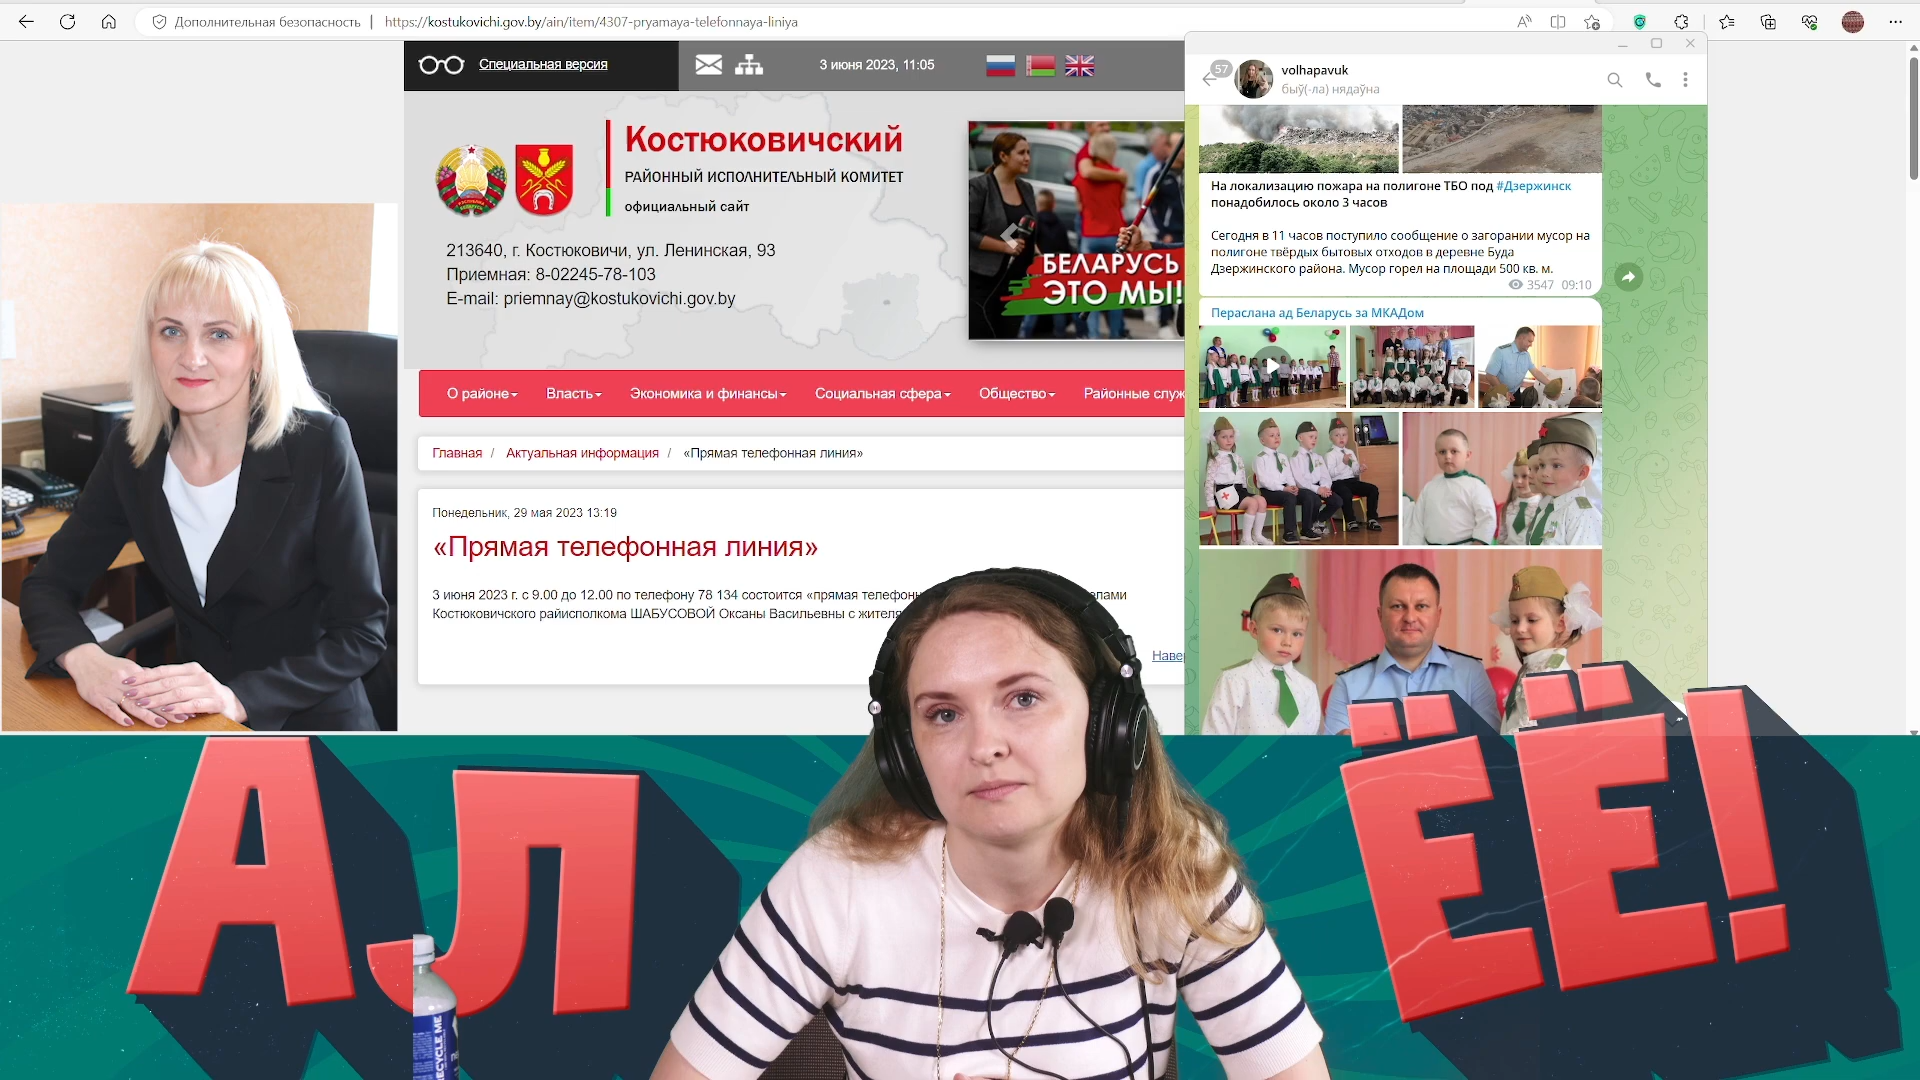 Дополнительная безопасность
https://kostukovichi.gov.by/ain/item/4307-pryamaya-telefonnaya-liniya
Специальная версия
3 июня 2023, 11:05
Костюковичский
РАЙОННЫЙ ИСПОЛНИТЕЛЬНЫЙ КОМИТЕТ
официальный сайт
213640, г. Костюковичи, ул. Ленинская, 93
Приемная: 8-02245-78-103
E-mail: priemnay@kostukovichi.gov.by
БЕЛАРУСЬ
ЭТО МЫ!
О районе
Власть
Экономика и финансы
Социальная сфера
Общество
Районные служ
Главная / Актуальная информация / «Прямая телефонная линия»
Понедельник, 29 мая 2023 13:19
«Прямая телефонная линия»
3 июня 2023 г. с 9.00 до 12.00 по телефону 78 134 состоится «прямая телефонн
Костюковичского райисполкома ШАБУСОВОЙ Оксаны Васильевны с жителя
Наве
57
volhapavuk
быў(-ла) нядаўна
На локализацию пожара на полигоне ТБО под #Дзержинск
понадобилось около 3 часов
Сегодня в 11 часов поступило сообщение о загорании мусор на
полигоне твёрдых бытовых отходов в деревне Буда
Дзержинского района. Мусор горел на площади 500 кв. м.
3547 09:10
Пераслана ад Беларусь за МКАДом
АЛ ЁЁ!
RECYCLE ME